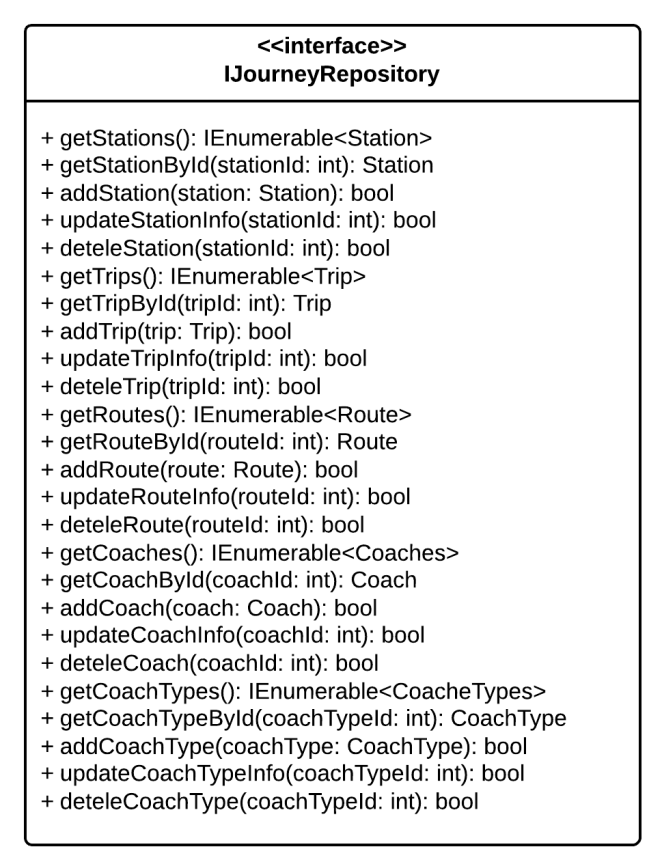 <<interface>>
IJourneyRepository
+ getStations(): IEnumerable<Station>
+ getStationById(stationId: int): Station
+ addStation(station: Station): bool
+ updateStationInfo(stationId: int): bool
+ deteleStation(stationId: int): bool
+ getTrips(): IEnumerable<Trip>
+ getTripById(tripId: int): Trip
+ addTrip(trip: Trip): bool
+ updateTripInfo(tripId: int): bool
+ deteleTrip(tripId: int): bool
+ getRoutes(): IEnumerable<Route>
+ getRouteById(routeId: int): Route
+ addRoute(route: Route): bool
+ updateRouteInfo(routeId: int): bool
+ deteleRoute(routeId: int): bool
+ getCoaches(): IEnumerable<Coaches>
+ getCoachById(coachId: int): Coach
+ addCoach(coach: Coach): bool
+ updateCoachInfo(coachId: int): bool
+ deteleCoach(coachId: int): bool
+ getCoachTypes(): IEnumerable<CoacheTypes>
+ getCoachTypeById(coachTypeId: int): CoachType
+ addCoachType(coachType: CoachType): bool
+ updateCoachTypeInfo(coachTypeId: int): bool
+ deteleCoachType(coachTypeId: int): bool